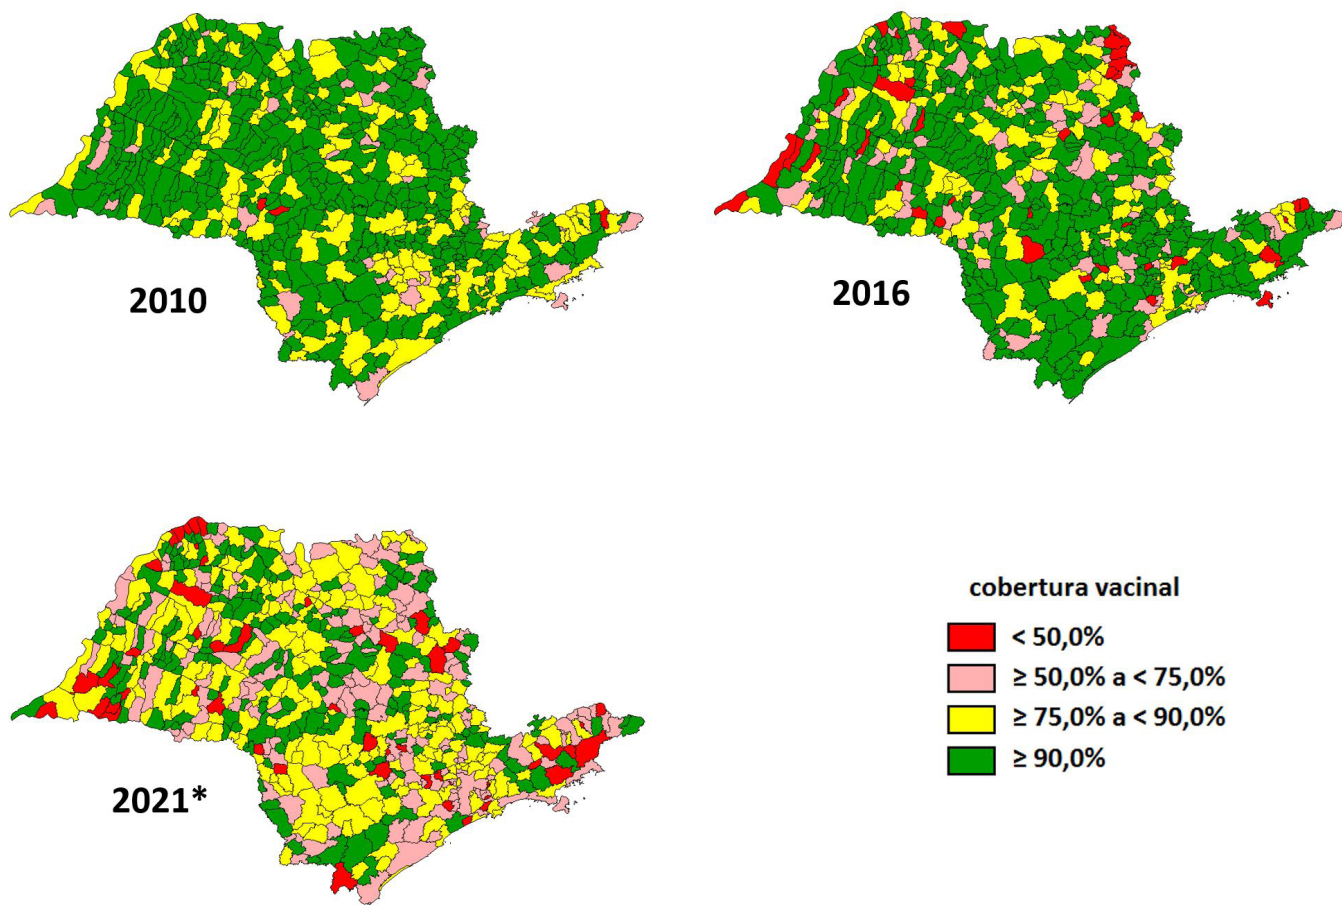 2010
2016
2021*
cobertura vacinal
< 50,0%
≥ 50,0% a < 75,0%
≥ 75,0% a < 90,0%
≥ 90,0%